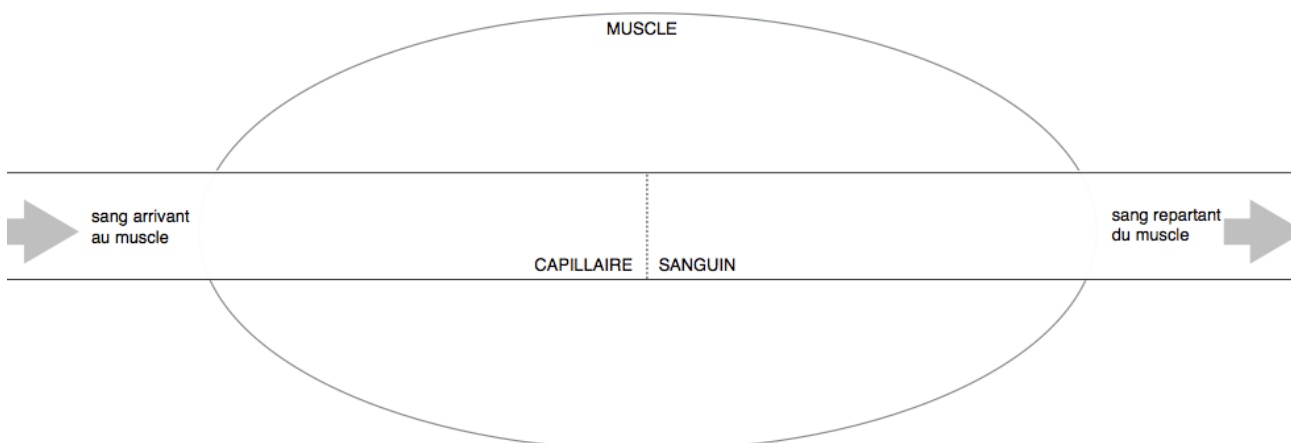 MUSCLE
sang arrivant
au muscle
sang repartant
du muscle
CAPILLAIRE SANGUIN